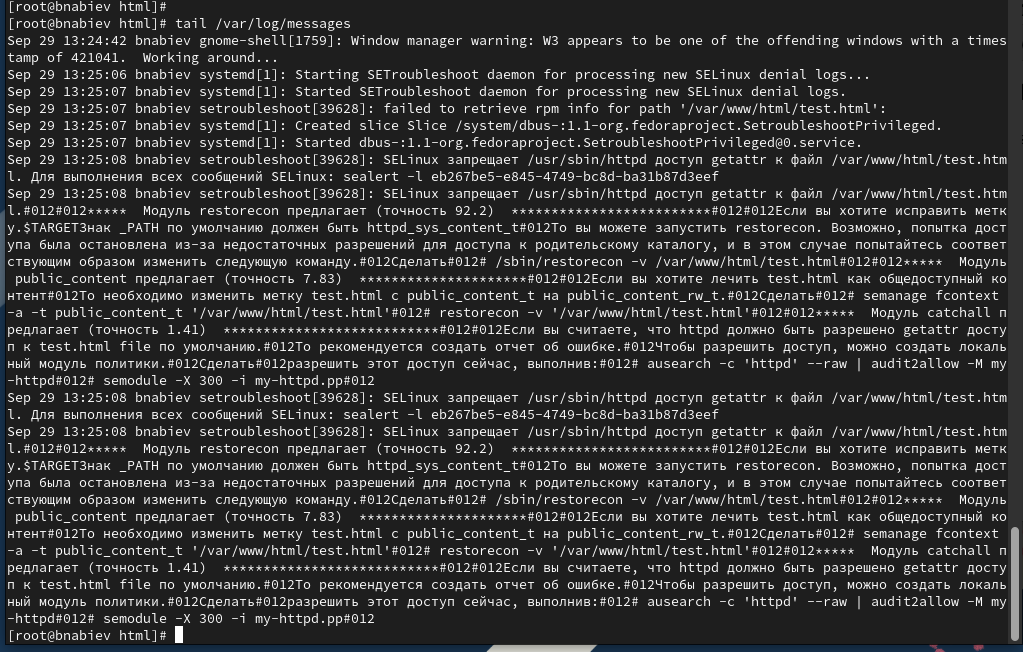 [root@bnabiev html]#
[root@bnabiev html]# tail /var/log/messages
Sep 29 13:24:42 bnabiev gnome-shell[1759]: Window manager warning: W3 appears to be one of the offending windows with a times
tamp of 421041.  Working around...
Sep 29 13:25:06 bnabiev systemd[1]: Starting SETroubleshoot daemon for processing new SELinux denial logs...
Sep 29 13:25:07 bnabiev systemd[1]: Started SETroubleshoot daemon for processing new SELinux denial logs.
Sep 29 13:25:07 bnabiev setroubleshoot[39628]: failed to retrieve rpm info for path '/var/www/html/test.html':
Sep 29 13:25:07 bnabiev systemd[1]: Created slice Slice /system/dbus-:1.1-org.fedoraproject.SetroubleshootPrivileged.
Sep 29 13:25:07 bnabiev systemd[1]: Started dbus-:1.1-org.fedoraproject.SetroubleshootPrivileged@0.service.
Sep 29 13:25:08 bnabiev setroubleshoot[39628]: SELinux запрещает /usr/sbin/httpd доступ getattr к файл /var/www/html/test.htm
l. Для выполнения всех сообщений SELinux: sealert -l eb267be5-e845-4749-bc8d-ba31b87d3eef
Sep 29 13:25:08 bnabiev setroubleshoot[39628]: SELinux запрещает /usr/sbin/httpd доступ getattr к файл /var/www/html/test.htm
l.#012#012*****  Модуль restorecon предлагает (точность 92.2)  *************************#012#012Если вы хотите исправить метк
у.$TARGETЗнак _PATH по умолчанию должен быть httpd_sys_content_t#012То вы можете запустить restorecon. Возможно, попытка дост
упа была остановлена из-за недостаточных разрешений для доступа к родительскому каталогу, и в этом случае попытайтесь соответ
ствующим образом изменить следующую команду.#012Сделать#012# /sbin/restorecon -v /var/www/html/test.html#012#012*****  Модуль
 public_content предлагает (точность 7.83)  *********************#012#012Если вы хотите лечить test.html как общедоступный ко
нтент#012То необходимо изменить метку test.html с public_content_t на public_content_rw_t.#012Сделать#012# semanage fcontext
-a -t public_content_t '/var/www/html/test.html'#012# restorecon -v '/var/www/html/test.html'#012#012*****  Модуль catchall п
редлагает (точность 1.41)  ***************************#012#012Если вы считаете, что httpd должно быть разрешено getattr досту
п к test.html file по умолчанию.#012То рекомендуется создать отчет об ошибке.#012Чтобы разрешить доступ, можно создать локаль
ный модуль политики.#012Сделать#012разрешить этот доступ сейчас, выполнив:#012# ausearch -c 'httpd' --raw | audit2allow -M my
-httpd#012# semodule -X 300 -i my-httpd.pp#012
Sep 29 13:25:08 bnabiev setroubleshoot[39628]: SELinux запрещает /usr/sbin/httpd доступ getattr к файл /var/www/html/test.htm
l. Для выполнения всех сообщений SELinux: sealert -l eb267be5-e845-4749-bc8d-ba31b87d3eef
Sep 29 13:25:08 bnabiev setroubleshoot[39628]: SELinux запрещает /usr/sbin/httpd доступ getattr к файл /var/www/html/test.htm
l.#012#012*****  Модуль restorecon предлагает (точность 92.2)  *************************#012#012Если вы хотите исправить метк
у.$TARGETЗнак _PATH по умолчанию должен быть httpd_sys_content_t#012То вы можете запустить restorecon. Возможно, попытка дост
упа была остановлена из-за недостаточных разрешений для доступа к родительскому каталогу, и в этом случае попытайтесь соответ
ствующим образом изменить следующую команду.#012Сделать#012# /sbin/restorecon -v /var/www/html/test.html#012#012*****  Модуль
 public_content предлагает (точность 7.83)  *********************#012#012Если вы хотите лечить test.html как общедоступный ко
нтент#012То необходимо изменить метку test.html с public_content_t на public_content_rw_t.#012Сделать#012# semanage fcontext
-a -t public_content_t '/var/www/html/test.html'#012# restorecon -v '/var/www/html/test.html'#012#012*****  Модуль catchall п
редлагает (точность 1.41)  ***************************#012#012Если вы считаете, что httpd должно быть разрешено getattr досту
п к test.html file по умолчанию.#012То рекомендуется создать отчет об ошибке.#012Чтобы разрешить доступ, можно создать локаль
ный модуль политики.#012Сделать#012разрешить этот доступ сейчас, выполнив:#012# ausearch -c 'httpd' --raw | audit2allow -M my
-httpd#012# semodule -X 300 -i my-httpd.pp#012
[root@bnabiev html]#